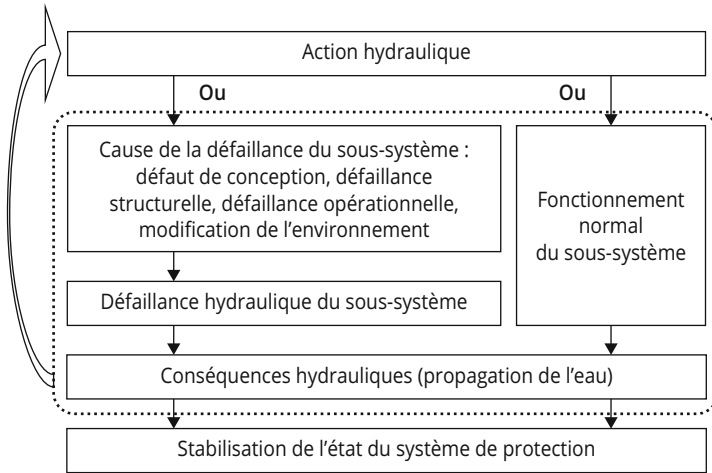 Action hydraulique
Ou
Ou
Cause de la défaillance du sous-système :
défaut de conception, défaillance
structurelle, défaillance opérationnelle,
modification de l’environnement
Fonctionnement
normal
du sous-système
Défaillance hydraulique du sous-système
Conséquences hydrauliques (propagation de l’eau)
Stabilisation de l’état du système de protection